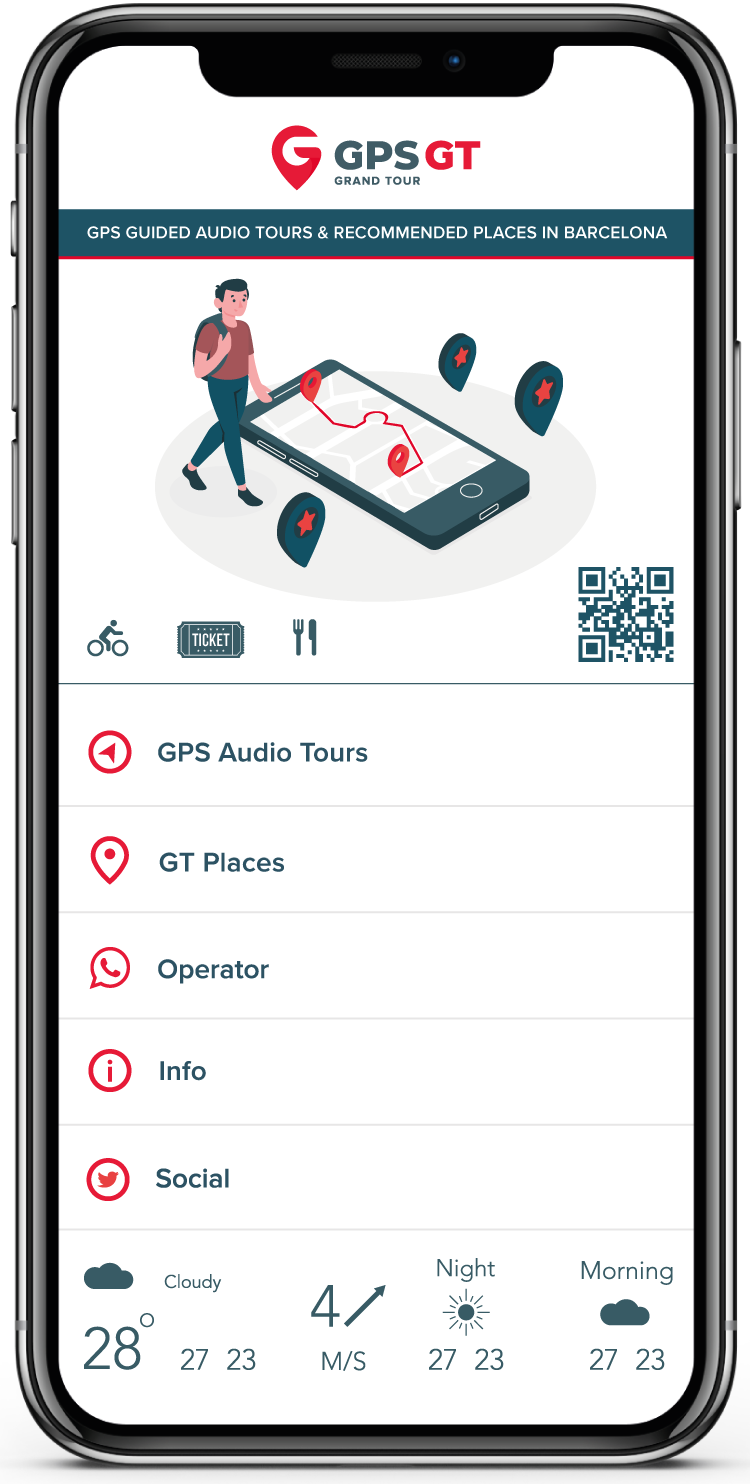 GPS GT
GRAND TOUR
GPS GUIDED AUDIO TOURS & RECOMMENDED PLACES IN BARCELONA
TICKET
GPS Audio Tours
GT Places
Operator
Info
Social
Cloudy
28°
27 23
4
M/S
Night
27 23
Morning
27 23